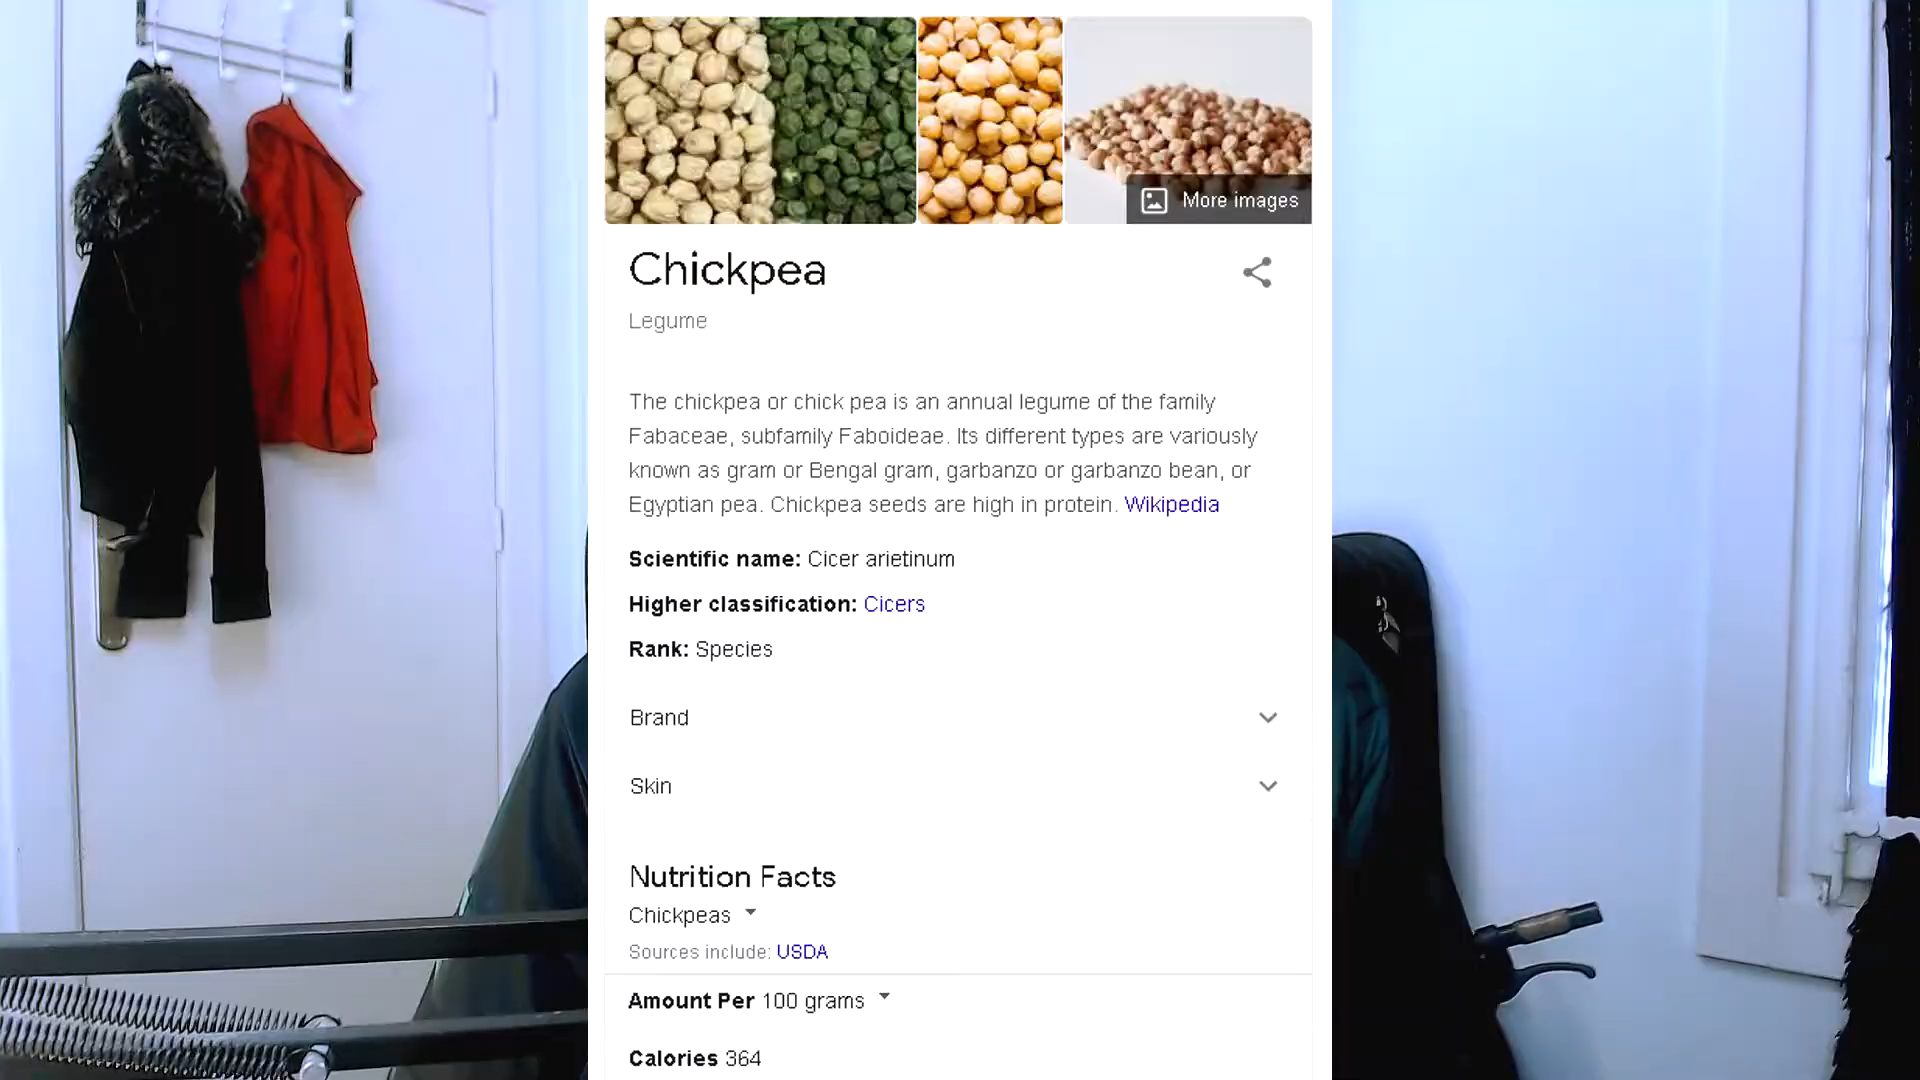 More images
Chickpea
Legume
The chickpea or chick pea is an annual legume of the family
Fabaceae, subfamily Faboideae. Its different types are variously
known as gram or Bengal gram, garbanzo or garbanzo bean, or
Egyptian pea. Chickpea seeds are high in protein. Wikipedia
Scientific name: Cicer arietinum
Higher classification: Cicers
Rank: Species
Brand
Skin
Nutrition Facts
Chickpeas
Sources include: USDA
Amount Per 100 grams
Calories 364